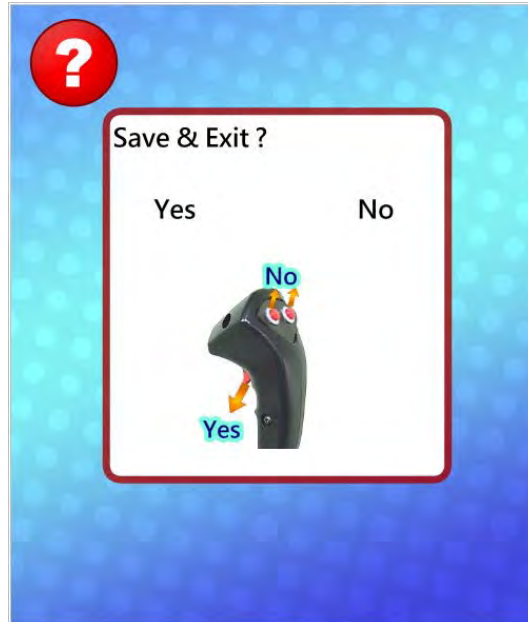 ?
Save & Exit ?
Yes No
No
Yes